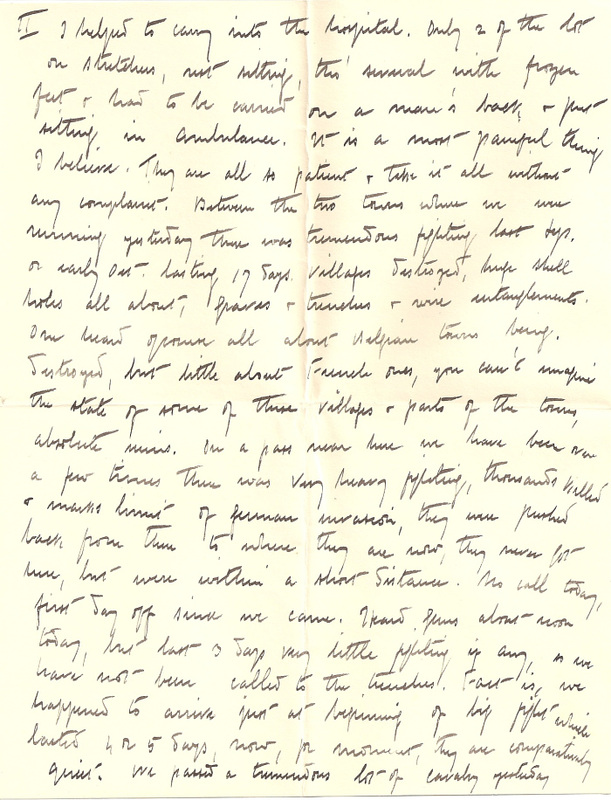 II I helped to carry into the hospital. Only 2 of the lot
on stretchers, rest sitting, tho' several with frozen
feet & had to be carried on a man's back, & put
sitting in ambulance. It is a most painful thing
I believe. They are all so patient & take it all without
any complaint. Between the two towns where we were
running yesterday there was tremendous fighting last Sep.
or early Oct. lasting 17 days. Villages destroyed, huge shell
holes all about, graves & trenches & wire entanglements.
One heard of course all about Belgian towns being
destroyed, but little about French ones, you can't imagine
the state of some of these villages & parts of the towns,
absolute ruins. On a pass near here we have been over
a few times there was very heavy fighting, thousands killed
& marks limit of German invasion, they were pushed
back from there to where they are now, they never got
here, but were within a short distance. No call today,
first day off since we came. Heard guns about noon
today, but last 3 days very little fighting if any, as we
have not been called to the trenches. Fact is, we
happened to arrive just at beginning of big fight which
lasted 4 or 5 days, now, for moment, they are comparatively
quiet. We passed a tremendous lot of cavalry yesterday